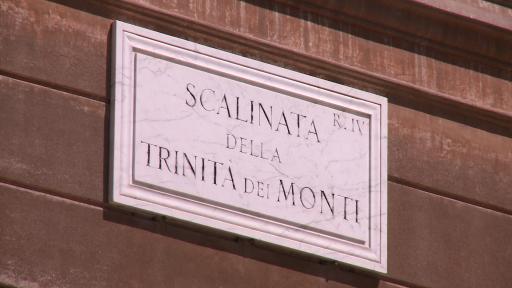 SCALINATA R. IV
DELLA
TRINITÀ DEI MONTI